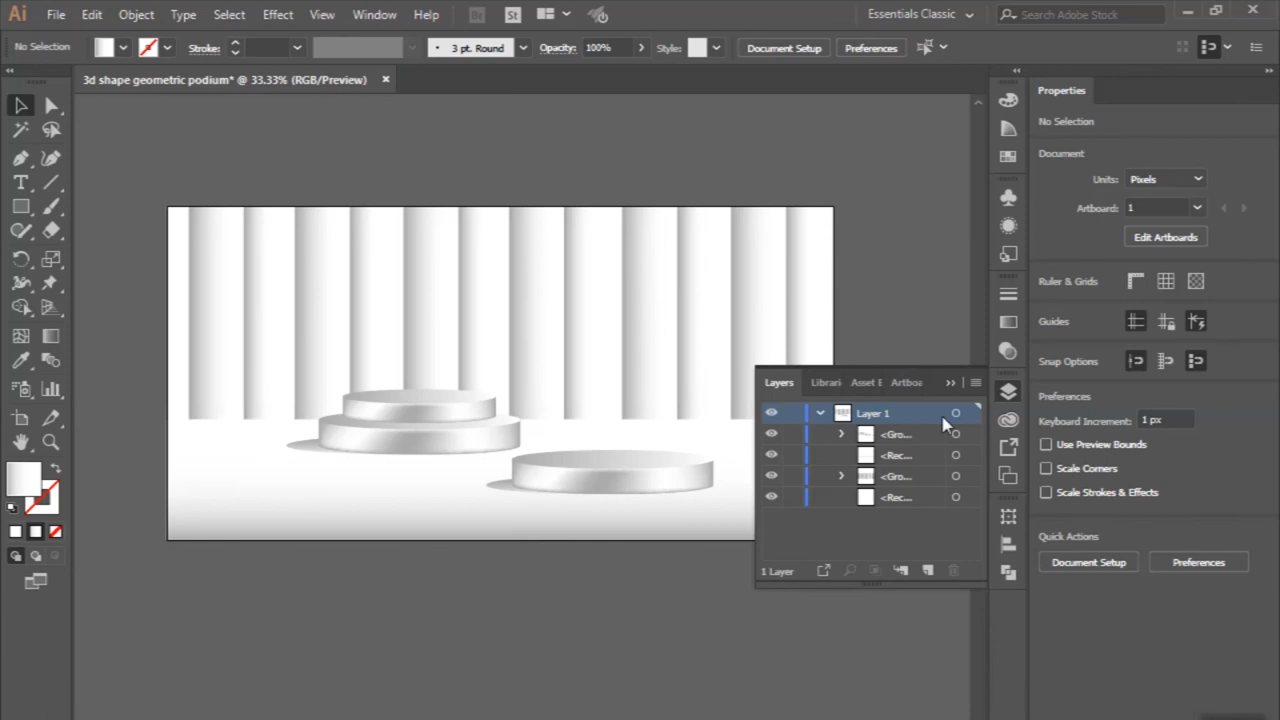 Ai File Edit Object Type Select Effect View Window Help Br St Essentials Classic Search Adobe Stock
No Selection Stroke: 3 pt. Round Opacity: 100% Style: Document Setup Preferences
3d shape geometric podium* @ 33.33% (RGB/Preview)
Properties
No Selection
Document
Units: Pixels
Artboard: 1
Edit Artboards
Ruler & Grids
Guides
Snap Options
Preferences
Keyboard Increment: 1 px
Use Preview Bounds
Scale Corners
Scale Strokes & Effects
Quick Actions
Document Setup Preferences
Layers Librari Asset E Artboa
Layer 1
<Gro...
<Rec...
<Gro...
<Rec...
1 Layer